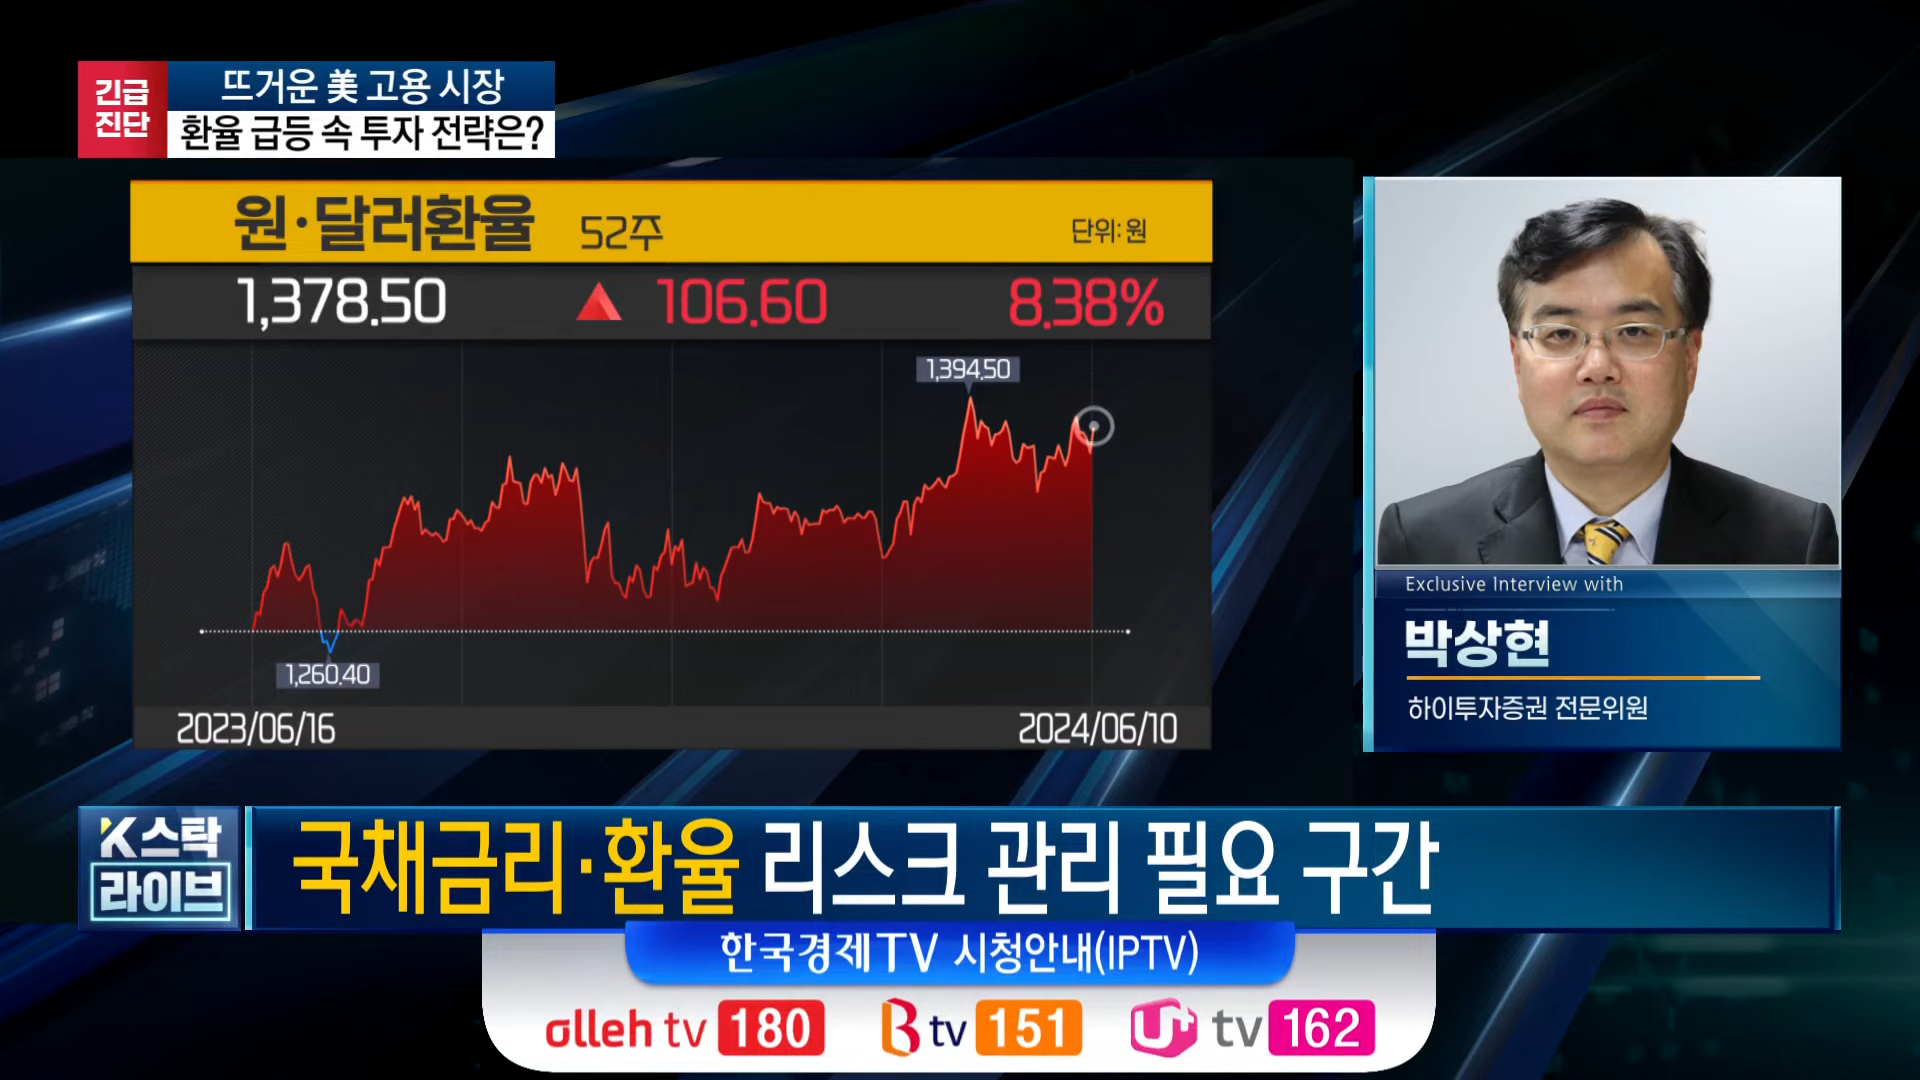 긴급
진단
뜨거운 美 고용 시장
환율 급등 속 투자 전략은?
원·달러환율 52주 단위:원
1,378.50 ▲ 106.60 8.38%
1,394.50
1,260.40
2023/06/16 2024/06/10
Exclusive Interview with
박상현
하이투자증권 전문위원
K스탁
라이브
국채금리·환율 리스크 관리 필요 구간
한국경제TV 시청안내(IPTV)
olleh tv 180 B tv 151 U+ tv 162